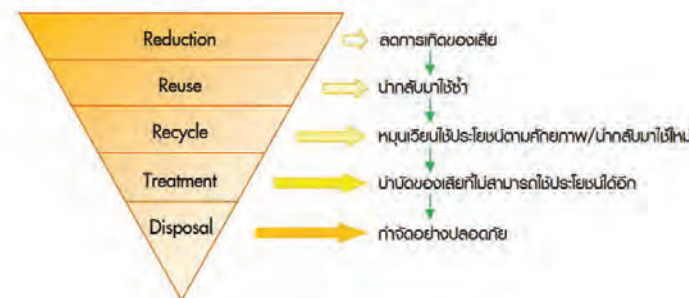 Reduction
ลดการเกิดของเสีย
Reuse
นำกลับมาใช้ซ้ำ
Recycle
หมุนเวียนใช้ประโยชน์ตามศักยภาพ/นำกลับมาใช้ใหม่
Treatment
บำบัดของเสียที่ไม่สามารถใช้ประโยชน์ได้อีก
Disposal
กำจัดอย่างปลอดภัย